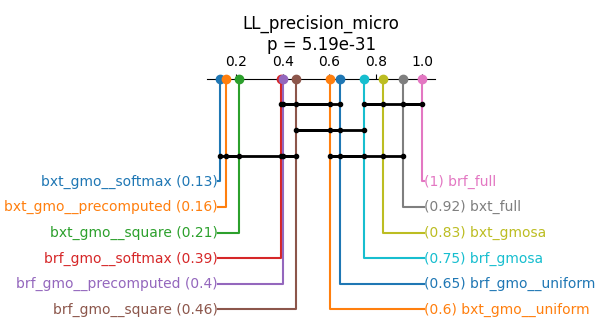 LL_precision_micro
p = 5.19e-31
0.2 0.4 0.6 0.8 1.0
bxt_gmo__softmax (0.13) (1) brf_full
bxt_gmo__precomputed (0.16) (0.92) bxt_full
bxt_gmo__square (0.21) (0.83) bxt_gmosa
brf_gmo__softmax (0.39) (0.75) brf_gmosa
brf_gmo__precomputed (0.4) (0.65) brf_gmo__uniform
brf_gmo__square (0.46) (0.6) bxt_gmo__uniform